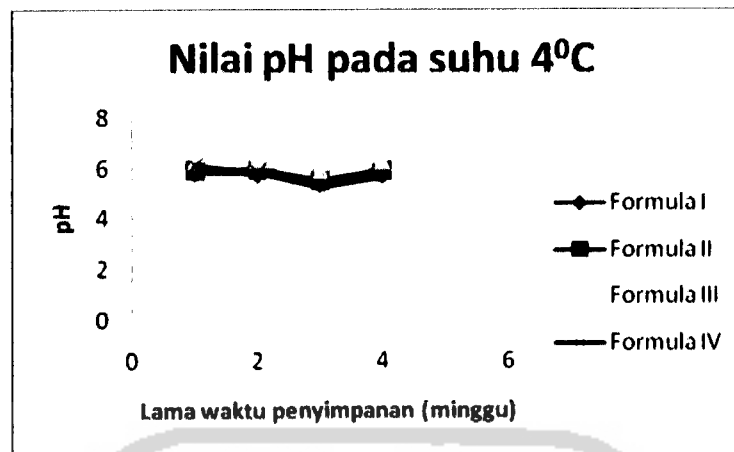 Nilai pH pada suhu 4⁰C
8
6
4
2
0
pH
0 2 4 6
Lama waktu penyimpanan (minggu)
Formula I
Formula II
Formula III
Formula IV